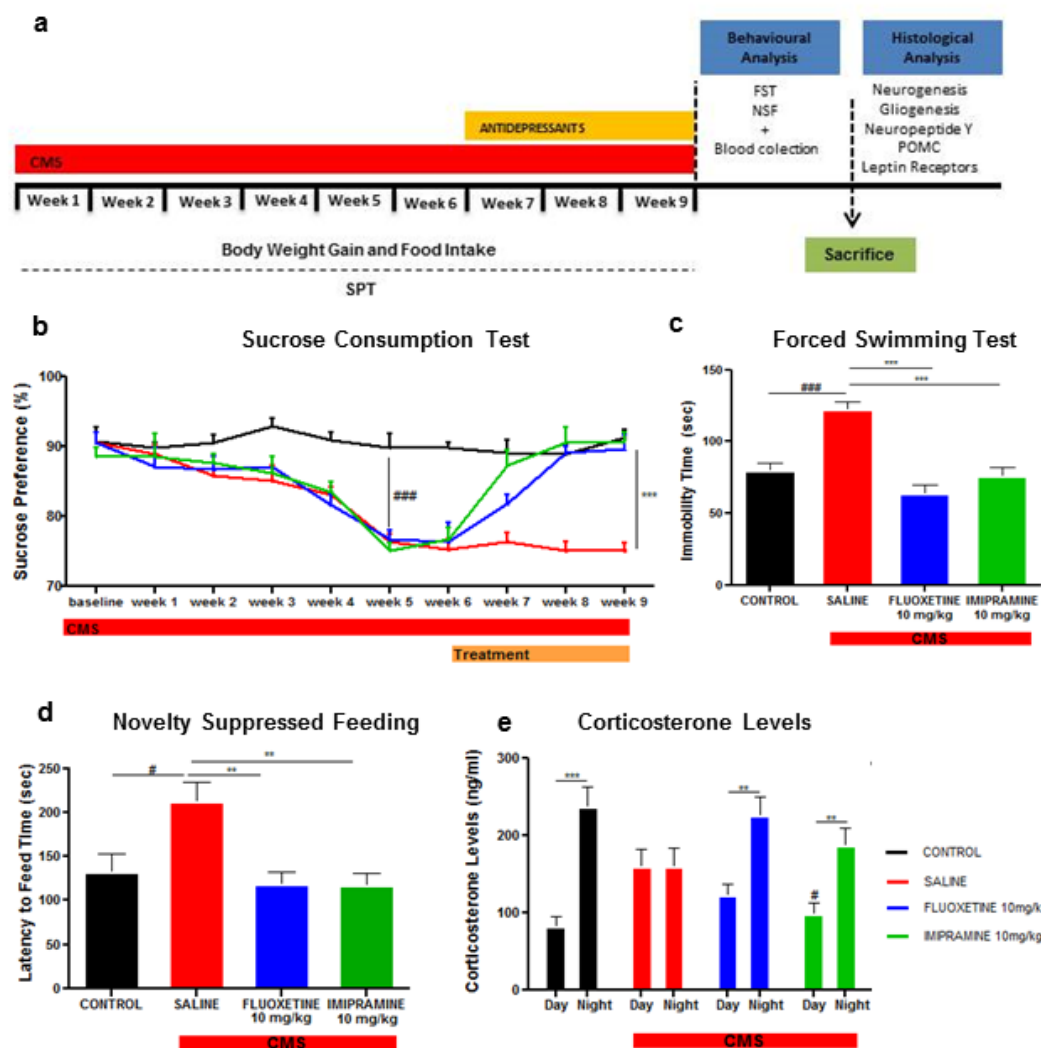 a
Behavioural
Analysis
Histological
Analysis
FST
NSF
+
Blood colection
Neurogenesis
Gliogenesis
Neuropeptide Y
POMC
Leptin Receptors
ANTIDEPRESSANTS
CMS
Week 1 Week 2 Week 3 Week 4 Week 5 Week 6 Week 7 Week 8 Week 9
Body Weight Gain and Food Intake
SPT
Sacrifice
b
Sucrose Consumption Test
Sucrose Preference (%)
100
90
80
70
###
***
baseline week 1 week 2 week 3 week 4 week 5 week 6 week 7 week 8 week 9
CMS
Treatment
c
Forced Swimming Test
Immobility Time (sec)
150
100
50
0
***
###
***
CONTROL SALINE FLUOXETINE IMIPRAMINE
10 mg/kg 10 mg/kg
CMS
d
Novelty Suppressed Feeding
Latency to Feed Time (sec)
250
200
150
100
50
0
**
# **
CONTROL SALINE FLUOXETINE IMIPRAMINE
10 mg/kg 10 mg/kg
CMS
e
Corticosterone Levels
Corticosterone Levels (ng/ml)
300
200
100
0
***
**
**
#
Day Night Day Night Day Night Day Night
CMS
CONTROL
SALINE
FLUOXETINE 10mg/kg
IMIPRAMINE 10mg/kg